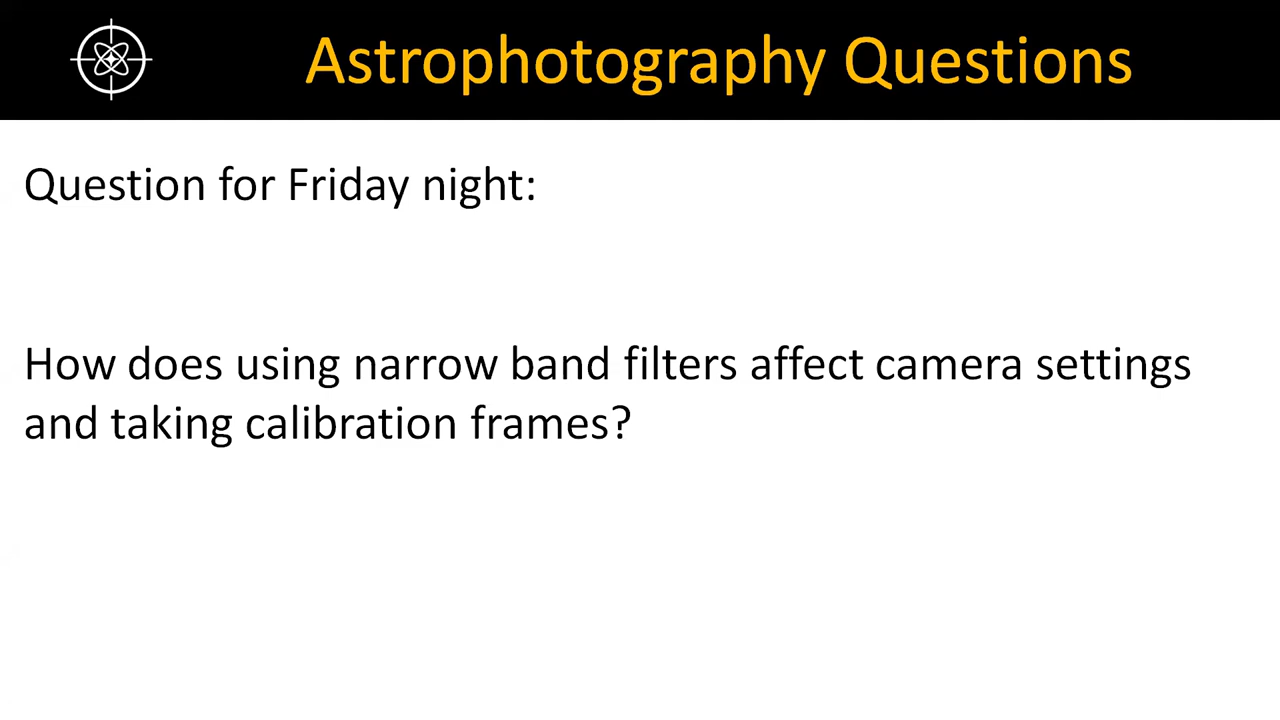 Astrophotography Questions
Question for Friday night:
How does using narrow band filters affect camera settings
and taking calibration frames?